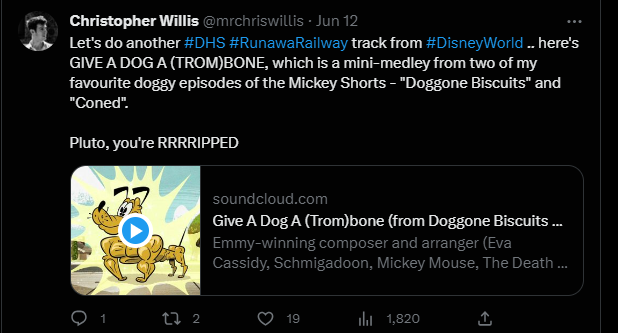 Christopher Willis @mrchriswillis · Jun 12
Let's do another #DHS #RunawaRailway track from #DisneyWorld .. here's
GIVE A DOG A (TROM)BONE, which is a mini-medley from two of my
favourite doggy episodes of the Mickey Shorts - "Doggone Biscuits" and
"Coned".
Pluto, you're RRRRIPPED
soundcloud.com
Give A Dog A (Trom)bone (from Doggone Biscuits ...
Emmy-winning composer and arranger (Eva
Cassidy, Schmigadoon, Mickey Mouse, The Death ...
1 2 19 1,820